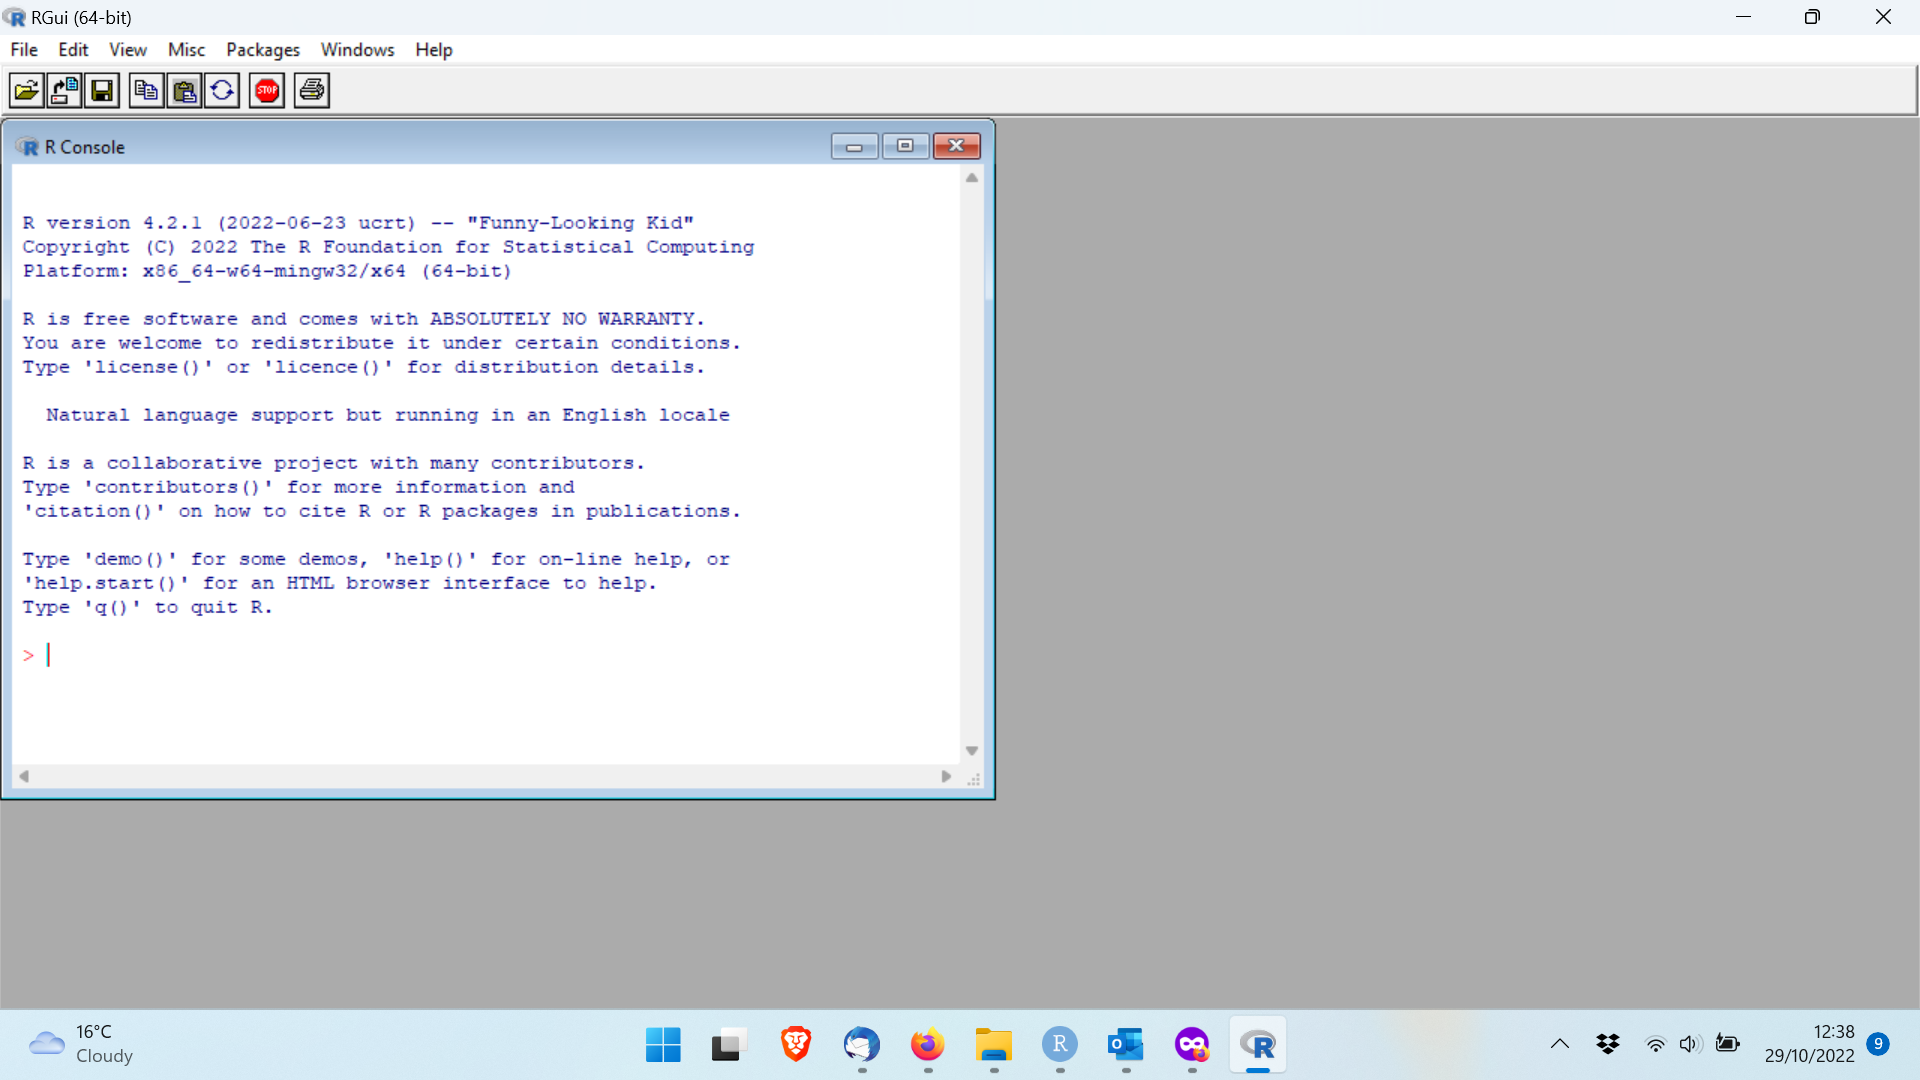 RGui (64-bit)
File Edit View Misc Packages Windows Help
STOP
R Console
R version 4.2.1 (2022-06-23 ucrt) -- "Funny-Looking Kid"
Copyright (C) 2022 The R Foundation for Statistical Computing
Platform: x86_64-w64-mingw32/x64 (64-bit)
R is free software and comes with ABSOLUTELY NO WARRANTY.
You are welcome to redistribute it under certain conditions.
Type 'license()' or 'licence()' for distribution details.
Natural language support but running in an English locale
R is a collaborative project with many contributors.
Type 'contributors()' for more information and
'citation()' on how to cite R or R packages in publications.
Type 'demo()' for some demos, 'help()' for on-line help, or
'help.start()' for an HTML browser interface to help.
Type 'q()' to quit R.
>
16°C
Cloudy
12:38
29/10/2022
9